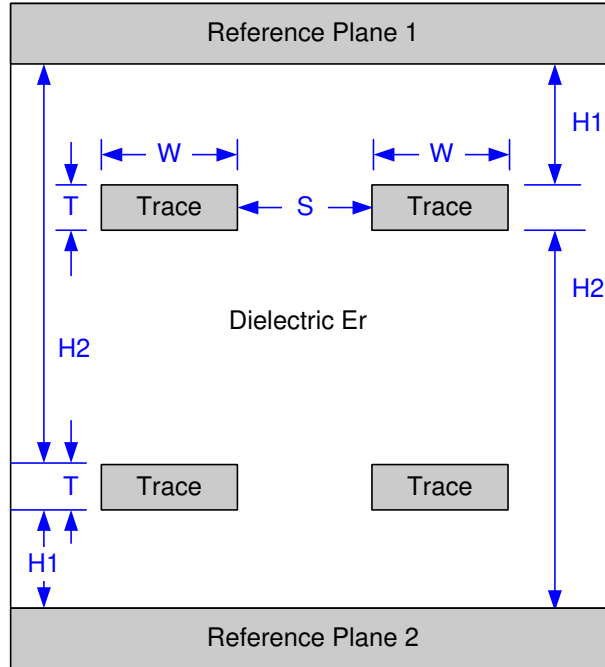 Reference Plane 1
H1
W
W
T
Trace
S
Trace
H2
Dielectric Er
H2
T
Trace
Trace
H1
Reference Plane 2